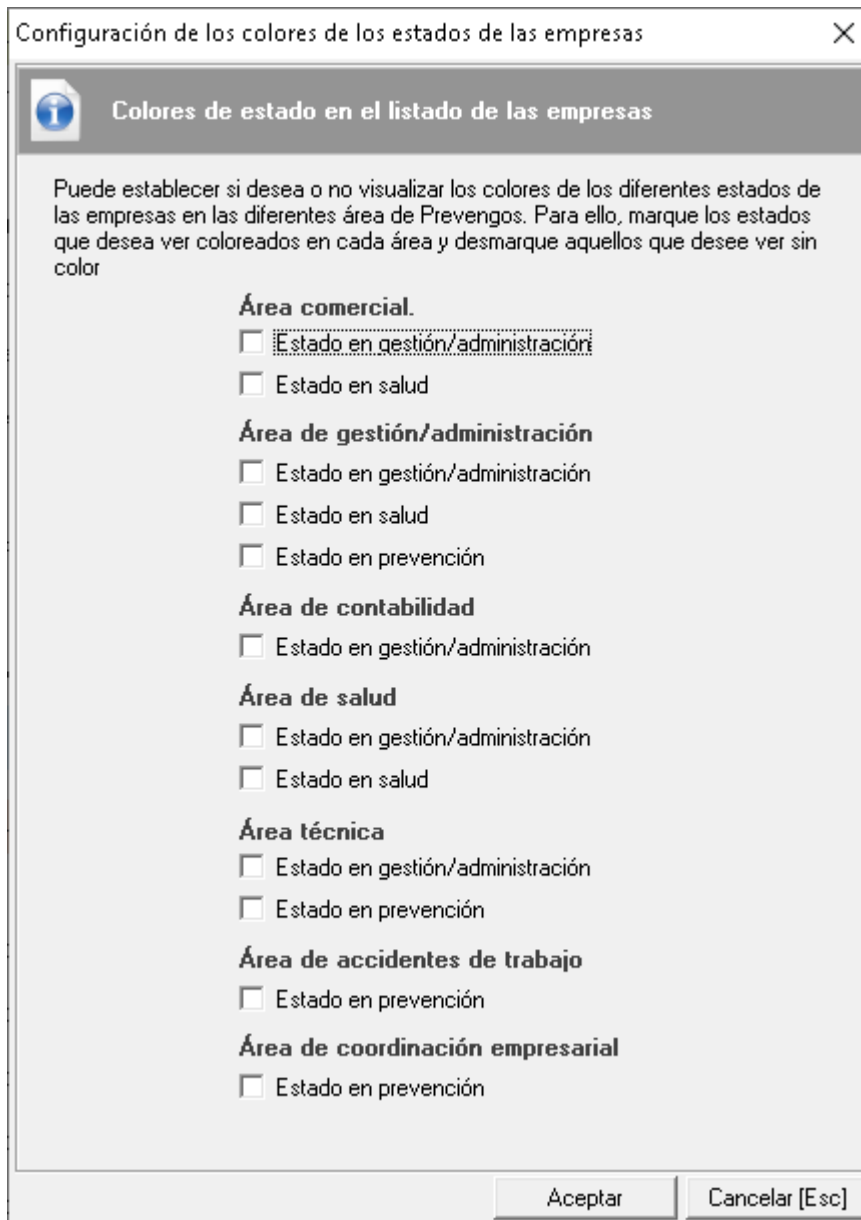 Configuración de los colores de los estados de las empresas
Colores de estado en el listado de las empresas
Puede establecer si desea o no visualizar los colores de los diferentes estados de
las empresas en las diferentes área de Prevengos. Para ello, marque los estados
que desea ver coloreados en cada área y desmarque aquellos que desee ver sin
color
Área comercial.
Estado en gestión/administración
Estado en salud
Área de gestión/administración
Estado en gestión/administración
Estado en salud
Estado en prevención
Área de contabilidad
Estado en gestión/administración
Área de salud
Estado en gestión/administración
Estado en salud
Área técnica
Estado en gestión/administración
Estado en prevención
Área de accidentes de trabajo
Estado en prevención
Área de coordinación empresarial
Estado en prevención
Aceptar
Cancelar [Esc]